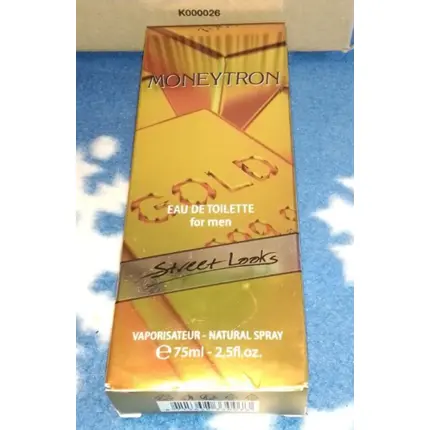 K000026
MONEYTRON
GOLD
EAU DE TOILETTE
for men
Street Looks
VAPORISATEUR - NATURAL SPRAY
e 75ml - 2,5fl.oz.